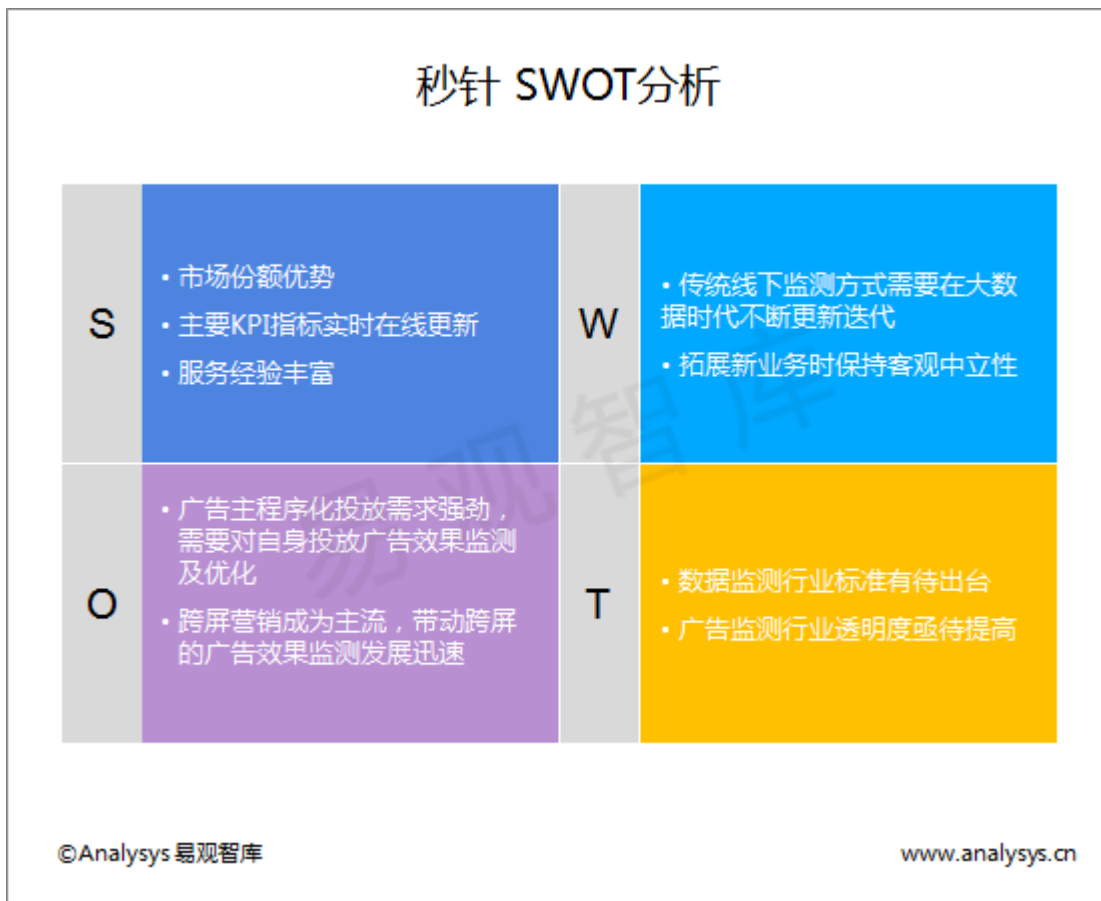 秒针 SWOT分析
S
• 市场份额优势
• 主要KPI指标实时在线更新
• 服务经验丰富
W
• 传统线下监测方式需要在大数
据时代不断更新迭代
• 拓展新业务时保持客观中立性
O
• 广告主程序化投放需求强劲，
需要对自身投放广告效果监测
及优化
• 跨屏营销成为主流，带动跨屏
的广告效果监测发展迅速
T
• 数据监测行业标准有待出台
• 广告监测行业透明度亟待提高
易观智库
©Analysys 易观智库
www.analysys.cn